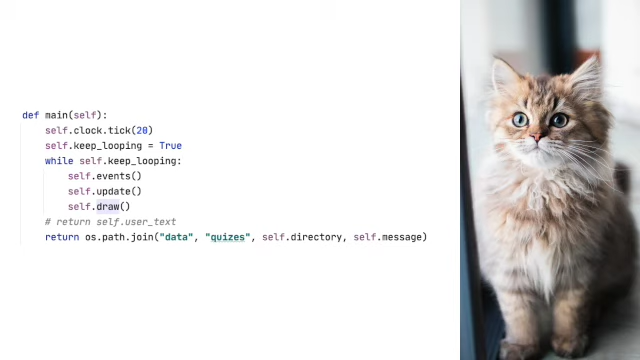 def main(self):
self.clock.tick(20)
self.keep_looping = True
while self.keep_looping:
self.events()
self.update()
self.draw()
# return self.user_text
return os.path.join("data", "quizes", self.directory, self.message)